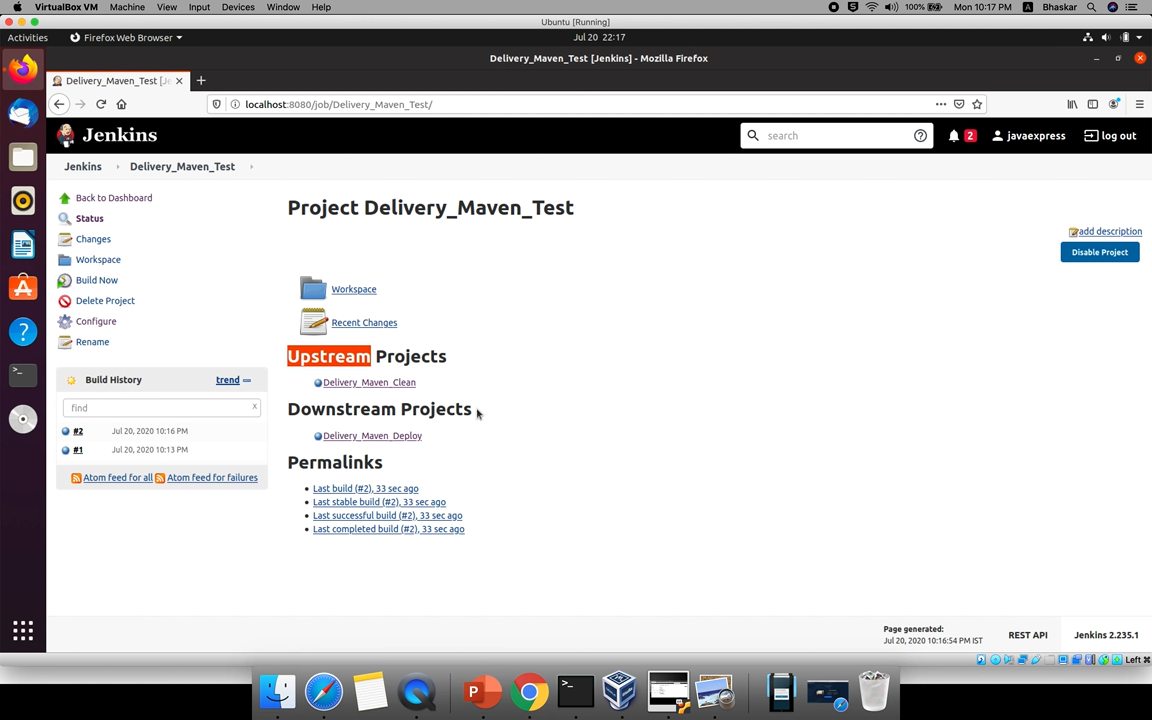 VirtualBox VM Machine View Input Devices Window Help 100% Mon 10:17 PM A Bhaskar
Ubuntu [Running]
Activities Firefox Web Browser Jul 20 22:17
Delivery_Maven_Test [Jenkins] - Mozilla Firefox
Delivery_Maven_Test [Je
localhost:8080/job/Delivery_Maven_Test/
Jenkins search 2 javaexpress log out
Jenkins Delivery_Maven_Test
Back to Dashboard
Status
Changes
Workspace
Build Now
Delete Project
Configure
Rename
Build History trend
find x
#2 Jul 20, 2020 10:16 PM
#1 Jul 20, 2020 10:13 PM
Atom feed for all Atom feed for failures
Project Delivery_Maven_Test
add description
Disable Project
Workspace
Recent Changes
Upstream Projects
Delivery_Maven_Clean
Downstream Projects
Delivery_Maven_Deploy
Permalinks
Last build (#2), 33 sec ago
Last stable build (#2), 33 sec ago
Last successful build (#2), 33 sec ago
Last completed build (#2), 33 sec ago
Page generated:
Jul 20, 2020 10:16:54 PM IST
REST API
Jenkins 2.235.1
Left ⌘